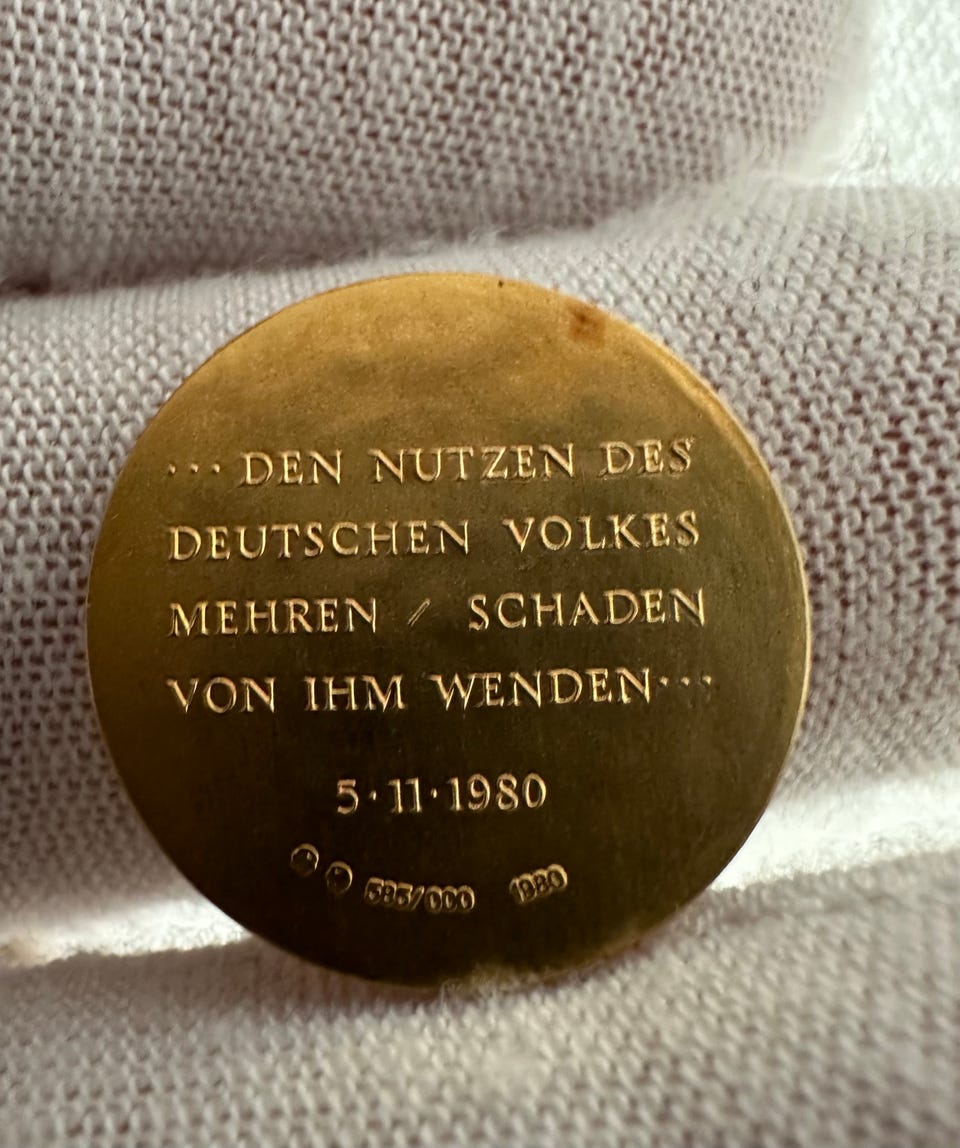 ··· DEN NUTZEN DES
DEUTSCHEN VOLKES
MEHREN / SCHADEN
VON IHM WENDEN···
5·11·1980
585/000 1980